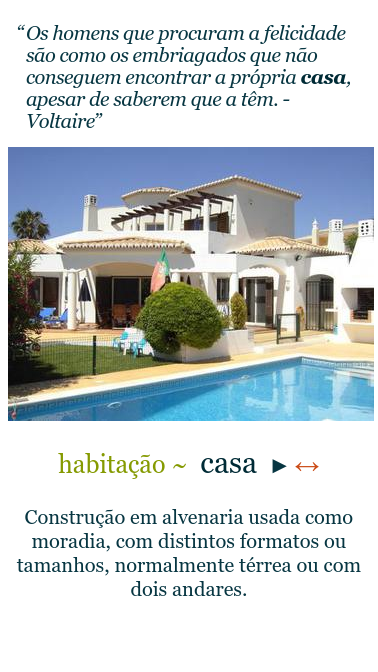 “Os homens que procuram a felicidade
são como os embriagados que não
conseguem encontrar a própria casa,
apesar de saberem que a têm. -
Voltaire”
habitação ~ casa ►↔
Construção em alvenaria usada como
moradia, com distintos formatos ou
tamanhos, normalmente térrea ou com
dois andares.